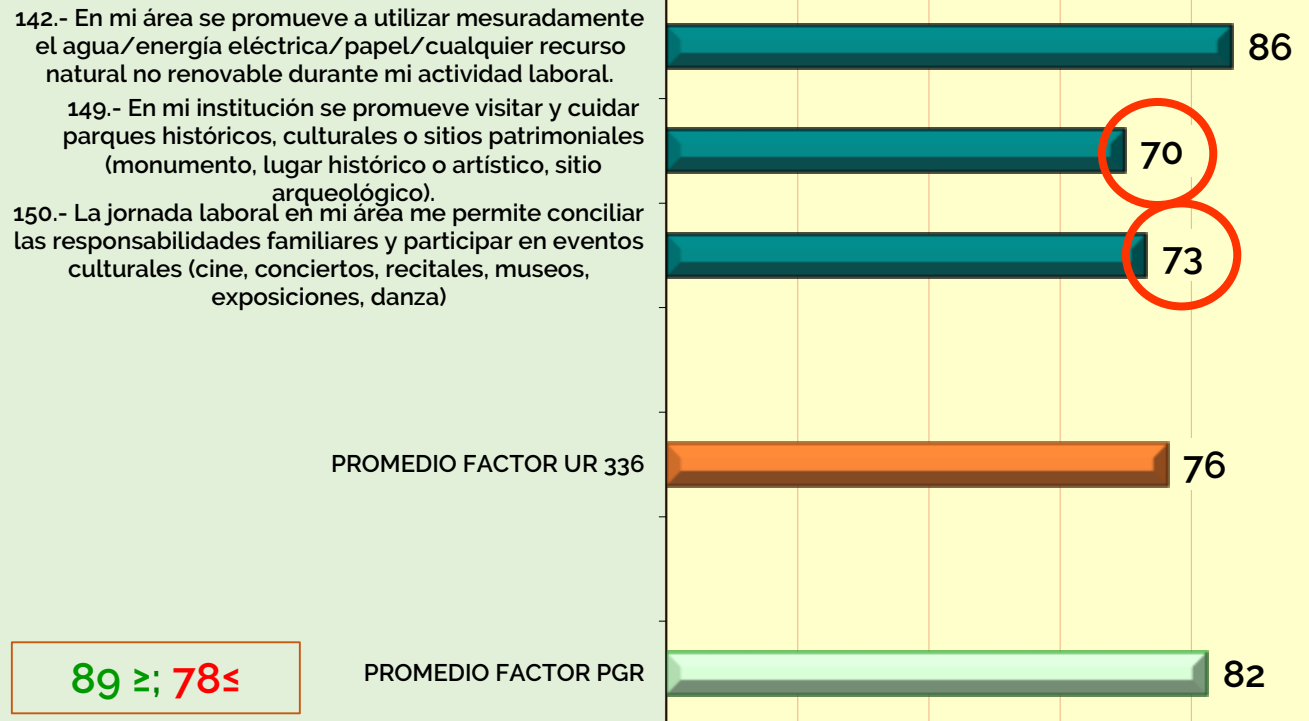 142.- En mi área se promueve a utilizar mesuradamente
el agua/energía eléctrica/papel/cualquier recurso
natural no renovable durante mi actividad laboral.
86
149.- En mi institución se promueve visitar y cuidar
parques históricos, culturales o sitios patrimoniales
(monumento, lugar histórico o artístico, sitio
arqueológico).
70
150.- La jornada laboral en mi área me permite conciliar
las responsabilidades familiares y participar en eventos
culturales (cine, conciertos, recitales, museos,
exposiciones, danza)
73
PROMEDIO FACTOR UR 336
76
89 ≥; 78≤
PROMEDIO FACTOR PGR
82